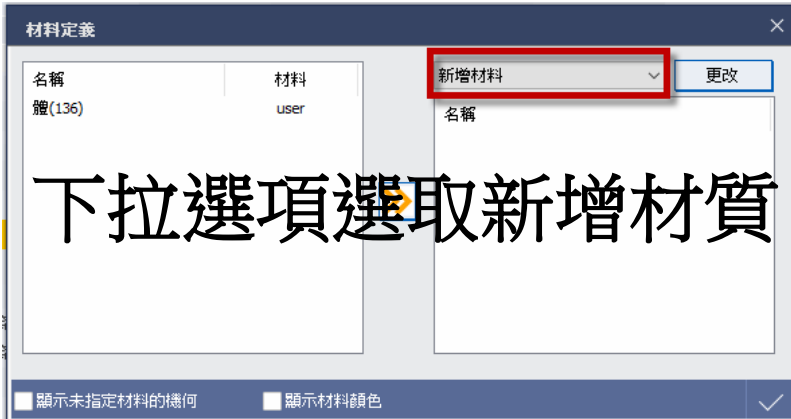 材料定義
新增材料
更改
名稱 材料
體(136) user
名稱
下拉選項選取新增材質
顯示未指定材料的機何
顯示材料顏色